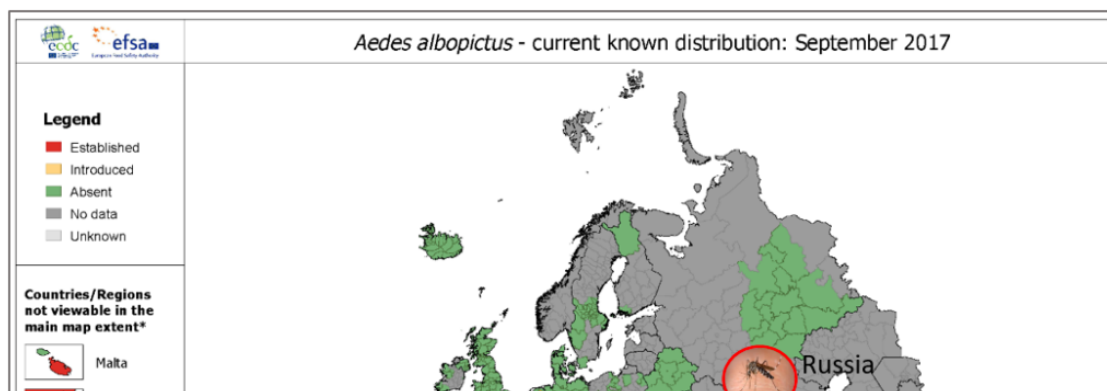 ecdc
efsa
European Food Safety Authority
Aedes albopictus - current known distribution: September 2017
Legend
Established
Introduced
Absent
No data
Unknown
Countries/Regions
not viewable in the
main map extent*
Malta
Russia